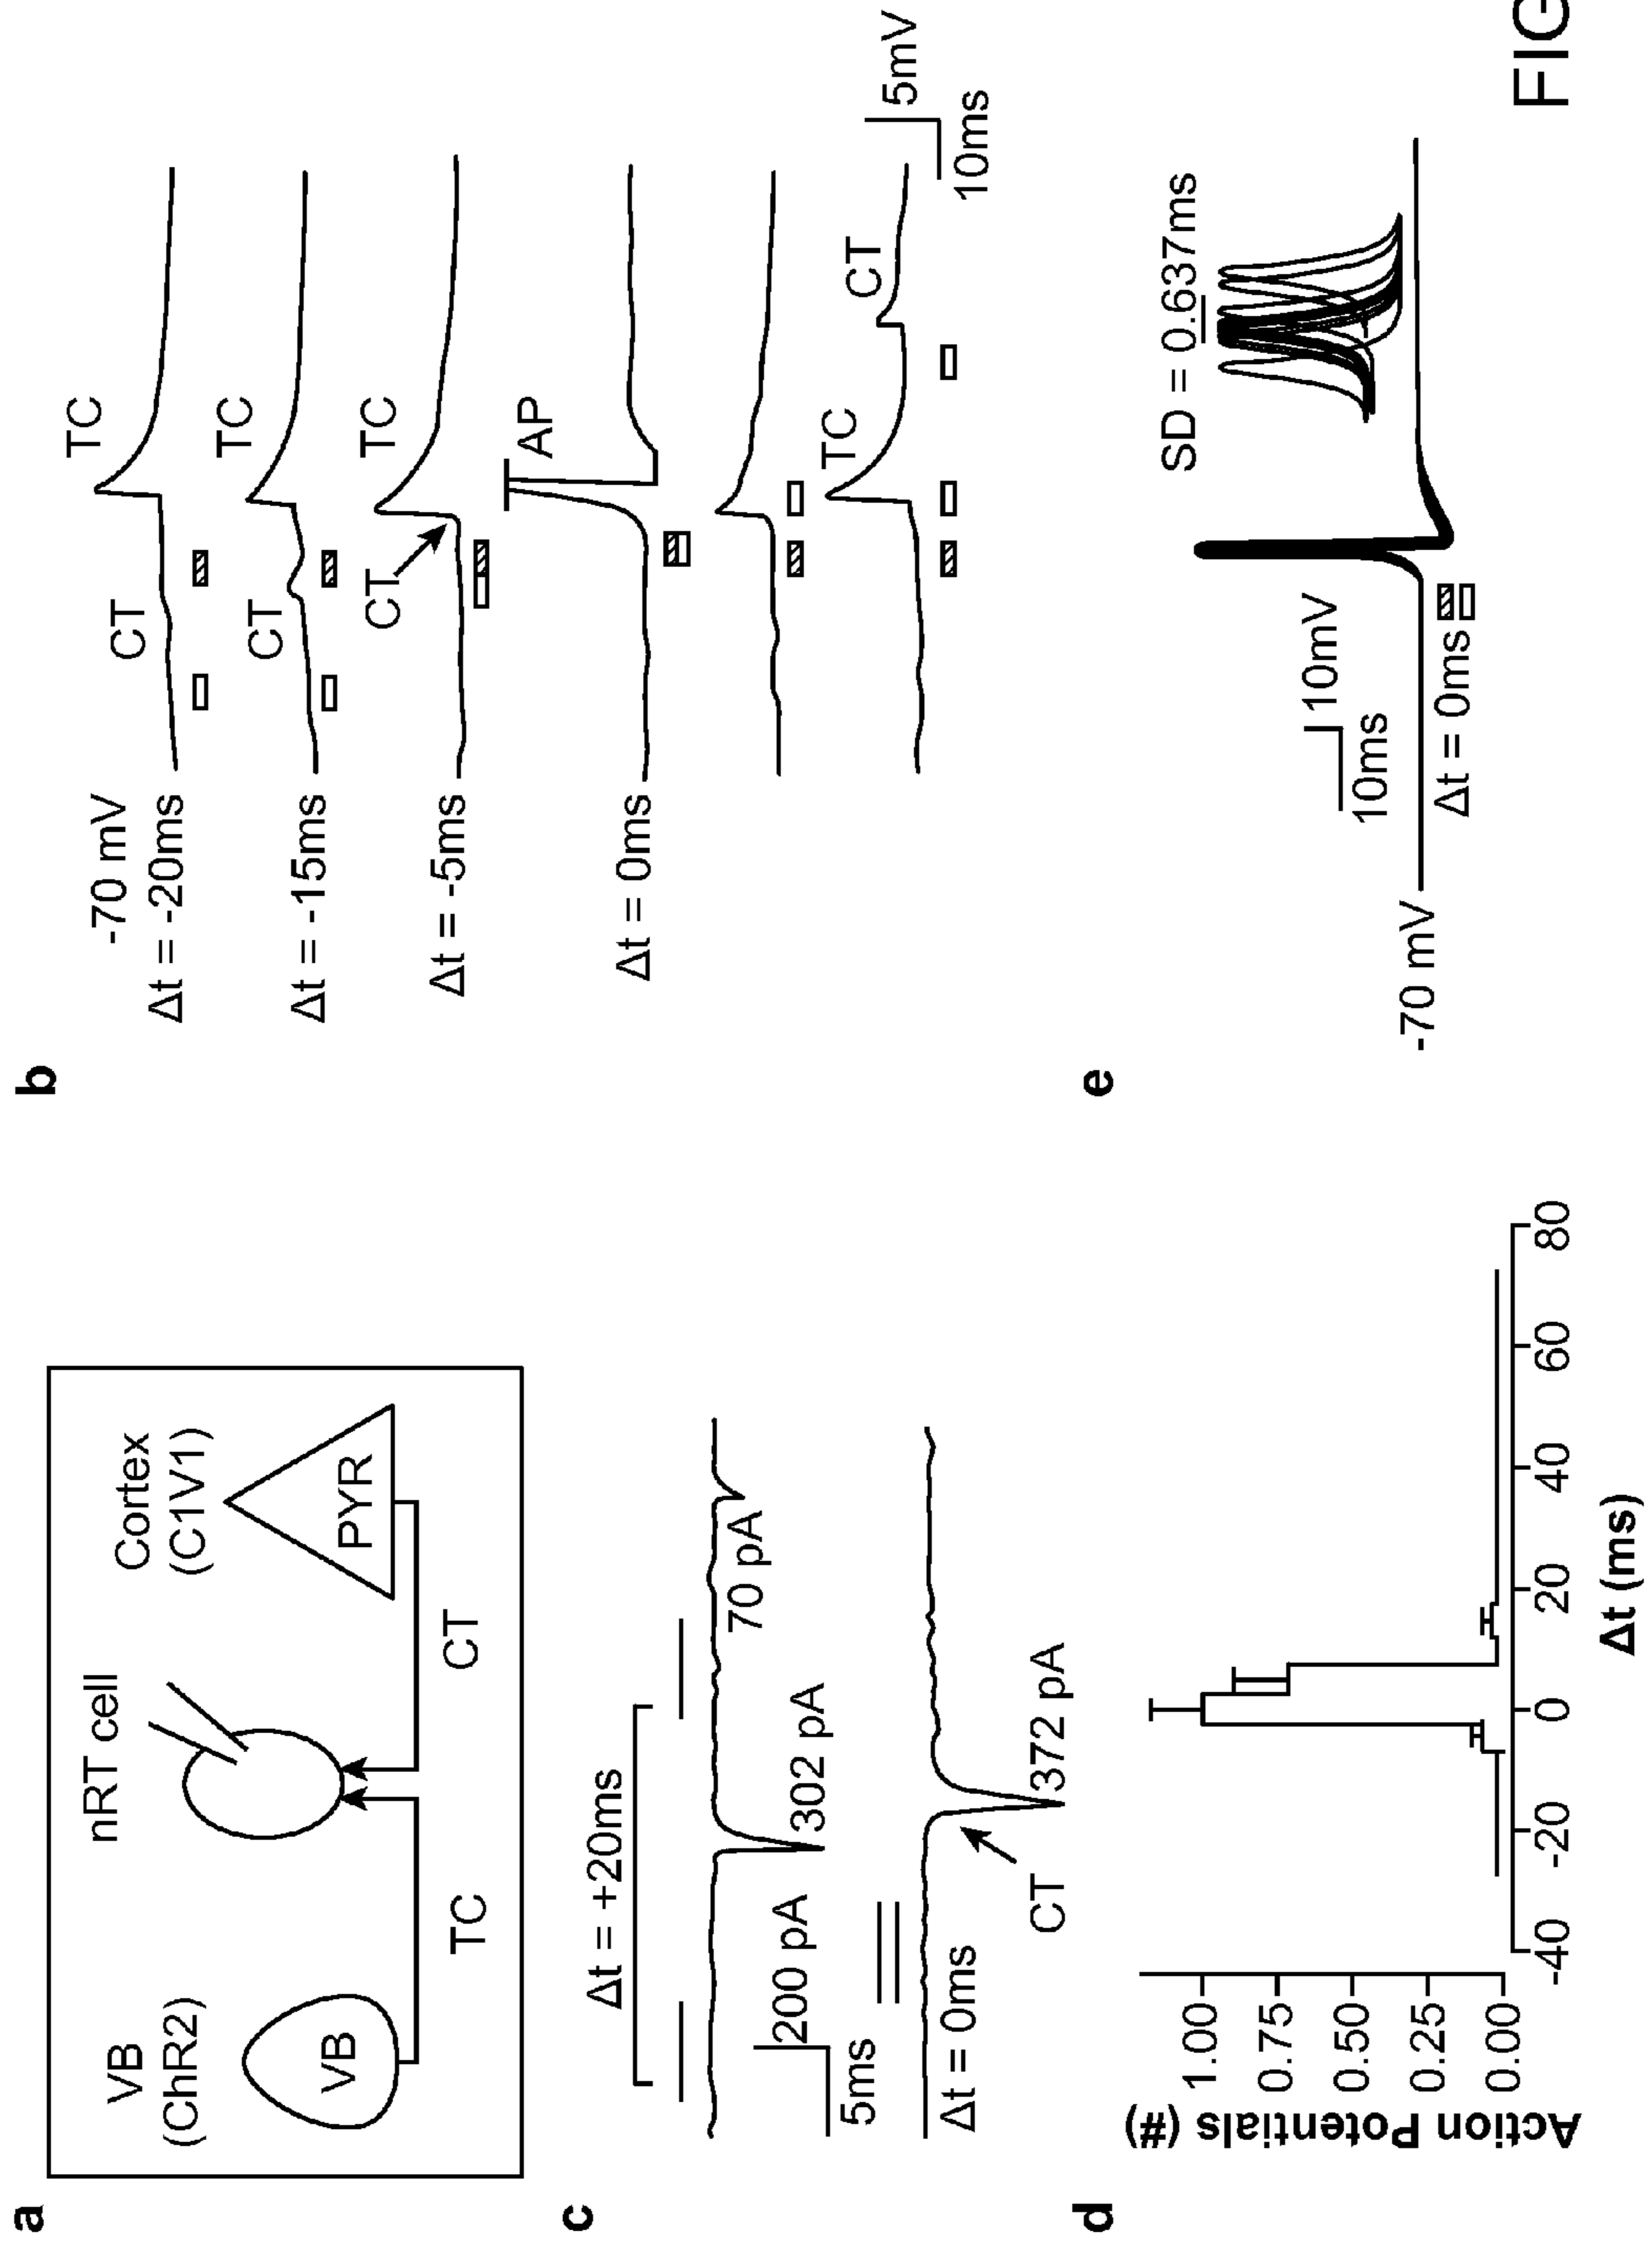 a
VB
(ChR2)
nRT cell
Cortex
(C1V1)
VB
PYR
TC
CT
b
-70 mV
Δt = -20ms
CT
TC
Δt = -15ms
CT
TC
Δt = -5ms
CT
TC
Δt = 0ms
AP
TC
CT
5mV
10ms
c
Δt = +20ms
302 pA
70 pA
200 pA
5ms
Δt = 0ms
CT
372 pA
d
Action Potentials (#)
1.00
0.75
0.50
0.25
0.00
-40
-20
0
20
40
60
80
Δt (ms)
e
SD = 0.637ms
10mV
10ms
-70 mV
Δt = 0ms
FIG